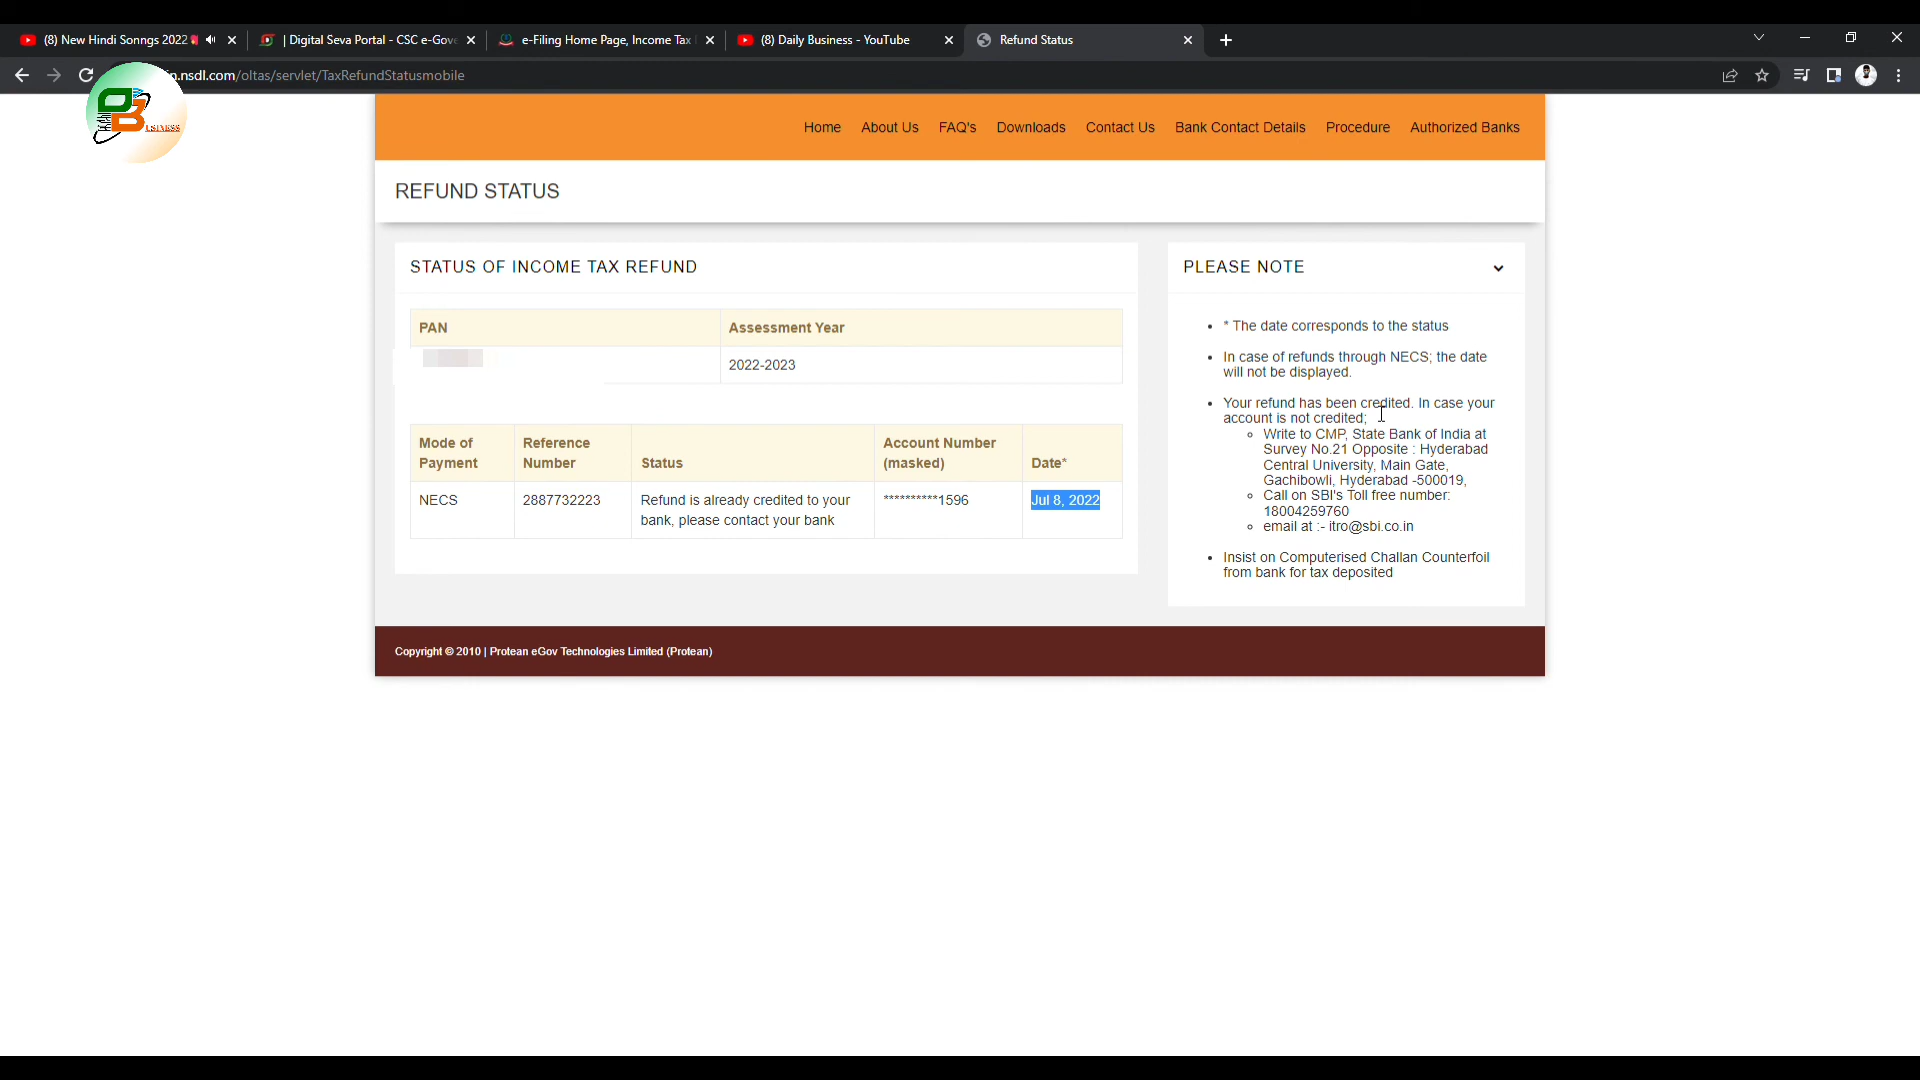 (8) New Hindi Sonngs 2022
| Digital Seva Portal - CSC e-Gove
e-Filing Home Page, Income Tax
(8) Daily Business - YouTube
Refund Status
n.nsdl.com/oltas/servlet/TaxRefundStatusmobile
Home About Us FAQ's Downloads Contact Us Bank Contact Details Procedure Authorized Banks
REFUND STATUS
STATUS OF INCOME TAX REFUND
PAN Assessment Year
2022-2023
Mode of Payment
Reference Number
Status
Account Number (masked)
Date*
NECS
2887732223
Refund is already credited to your
bank, please contact your bank
**********1596
Jul 8, 2022
PLEASE NOTE
* The date corresponds to the status
In case of refunds through NECS; the date
will not be displayed.
Your refund has been credited. In case your
account is not credited;
Write to CMP, State Bank of India at
Survey No.21 Opposite : Hyderabad
Central University, Main Gate,
Gachibowli, Hyderabad -500019,
Call on SBI's Toll free number:
18004259760
email at :- itro@sbi.co.in
Insist on Computerised Challan Counterfoil
from bank for tax deposited
Copyright © 2010 | Protean eGov Technologies Limited (Protean)